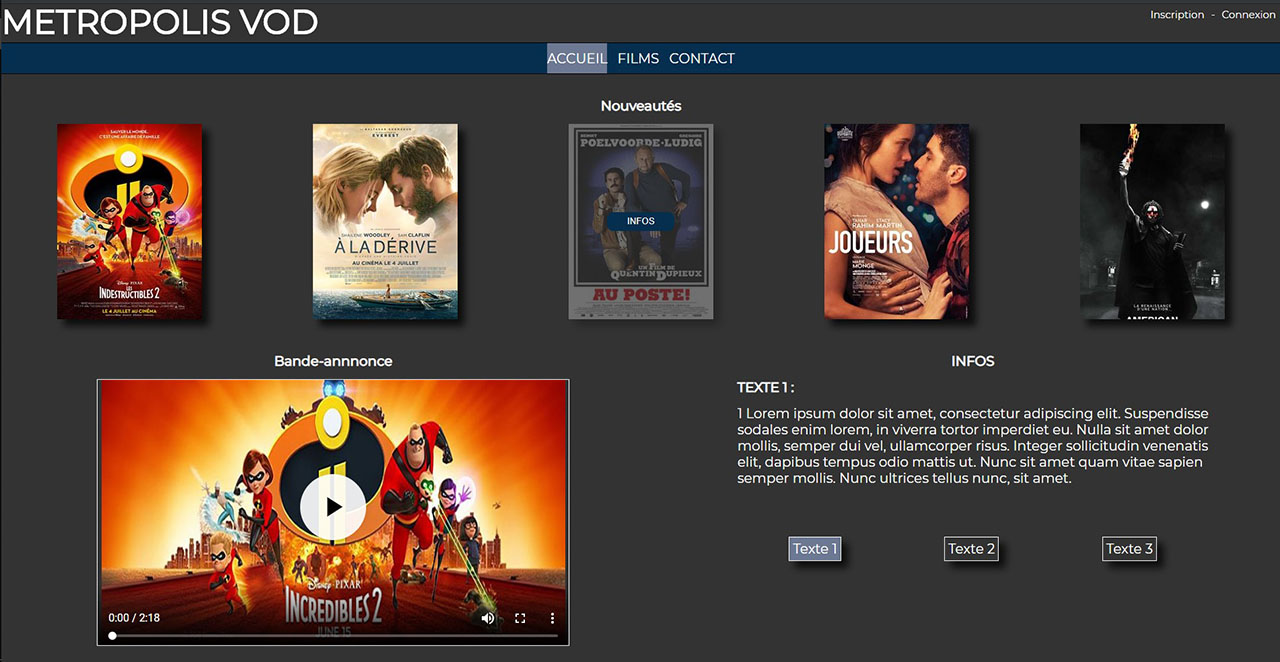 METROPOLIS VOD
Inscription - Connexion
ACCUEIL FILMS CONTACT
Nouveautés
SAUVER LE MONDE,
C'EST UNE AFFAIRE DE FAMILLE
DISNEY PIXAR
LES
INDESTRUCTIBLES 2
LE 4 JUILLET AU CINÉMA
EVEREST
SHAILENE WOODLEY SAM CLAFLIN
À LA DÉRIVE
AU CINÉMA LE 4 JUILLET
POELVOORDE·LUDIG
INFOS
UN FILM DE
QUENTIN DUPIEUX
AU POSTE!
TAHAR RAHIM
STACY MARTIN
JOUEURS
MARIE
MONGE
LA RENAISSANCE
D'UNE NATION
AMERICAN
Bande-annnonce
Disney PIXAR
INCREDIBLES 2
JUNE 15
0:00 / 2:18
INFOS
TEXTE 1 :
1 Lorem ipsum dolor sit amet, consectetur adipiscing elit. Suspendisse
sodales enim lorem, in viverra tortor imperdiet eu. Nulla sit amet dolor
mollis, semper dui vel, ullamcorper risus. Integer sollicitudin venenatis
elit, dapibus tempus odio mattis ut. Nunc sit amet quam vitae sapien
semper mollis. Nunc ultrices tellus nunc, sit amet.
Texte 1
Texte 2
Texte 3